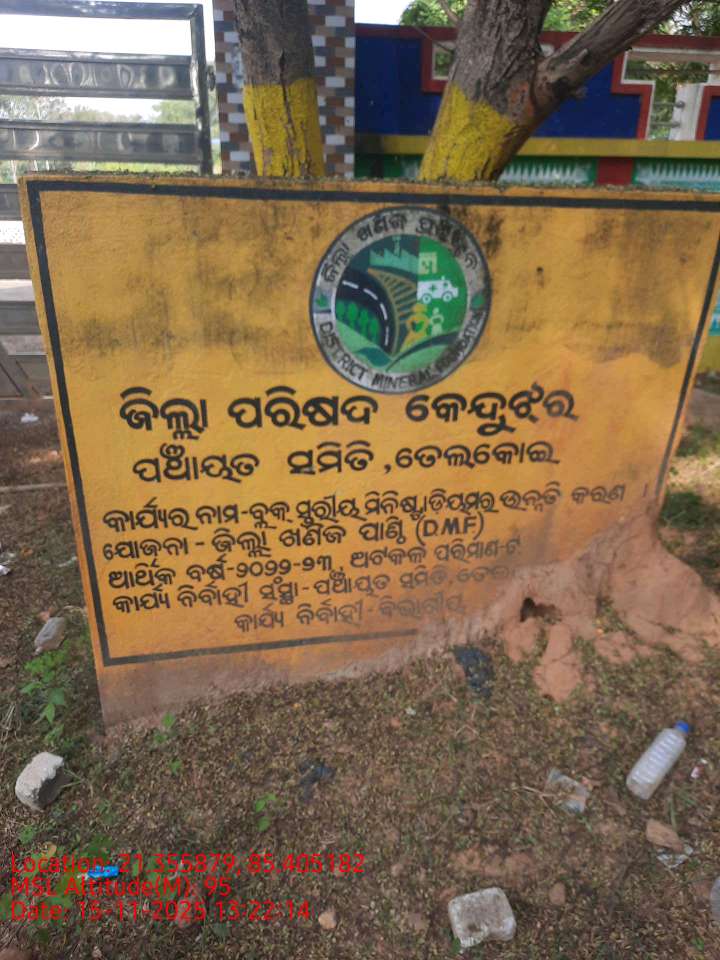 ଜିଲ୍ଲା ଖଣିଜ ପ୍ରତିଷ୍ଠାନ
DISTRICT MINERAL FOUNDATION
ଜିଲ୍ଲା ପରିଷଦ କେନ୍ଦୁଝର
ପଞ୍ଚାୟତ ସମିତି, ତେଲକୋଇ
କାର୍ଯ୍ୟର ନାମ-ବ୍ଲକ୍ ସ୍ତରୀୟ ମିନିଷ୍ଟାଡ଼ିୟମର ଉନ୍ନତି କରଣ ।
ଯୋଜନା - ଜିଲ୍ଲା ଖଣିଜ ପାଣ୍ଠି (DMF)
ଆର୍ଥିକ ବର୍ଷ-୨୦୨୨-୨୩, ଅଟକଳ ପରିମାଣ-ଟ
କାର୍ଯ୍ୟ ନିର୍ବାହୀ ସଂସ୍ଥା - ପଞ୍ଚାୟତ ସମିତି, ତେଲ
କାର୍ଯ୍ୟ ନିର୍ବାହୀ - ବିଭାଗୀୟ
Location: 21.355879, 85.405182
MSL Altitude(M): 95
Date: 15-11-2025 13:22:14